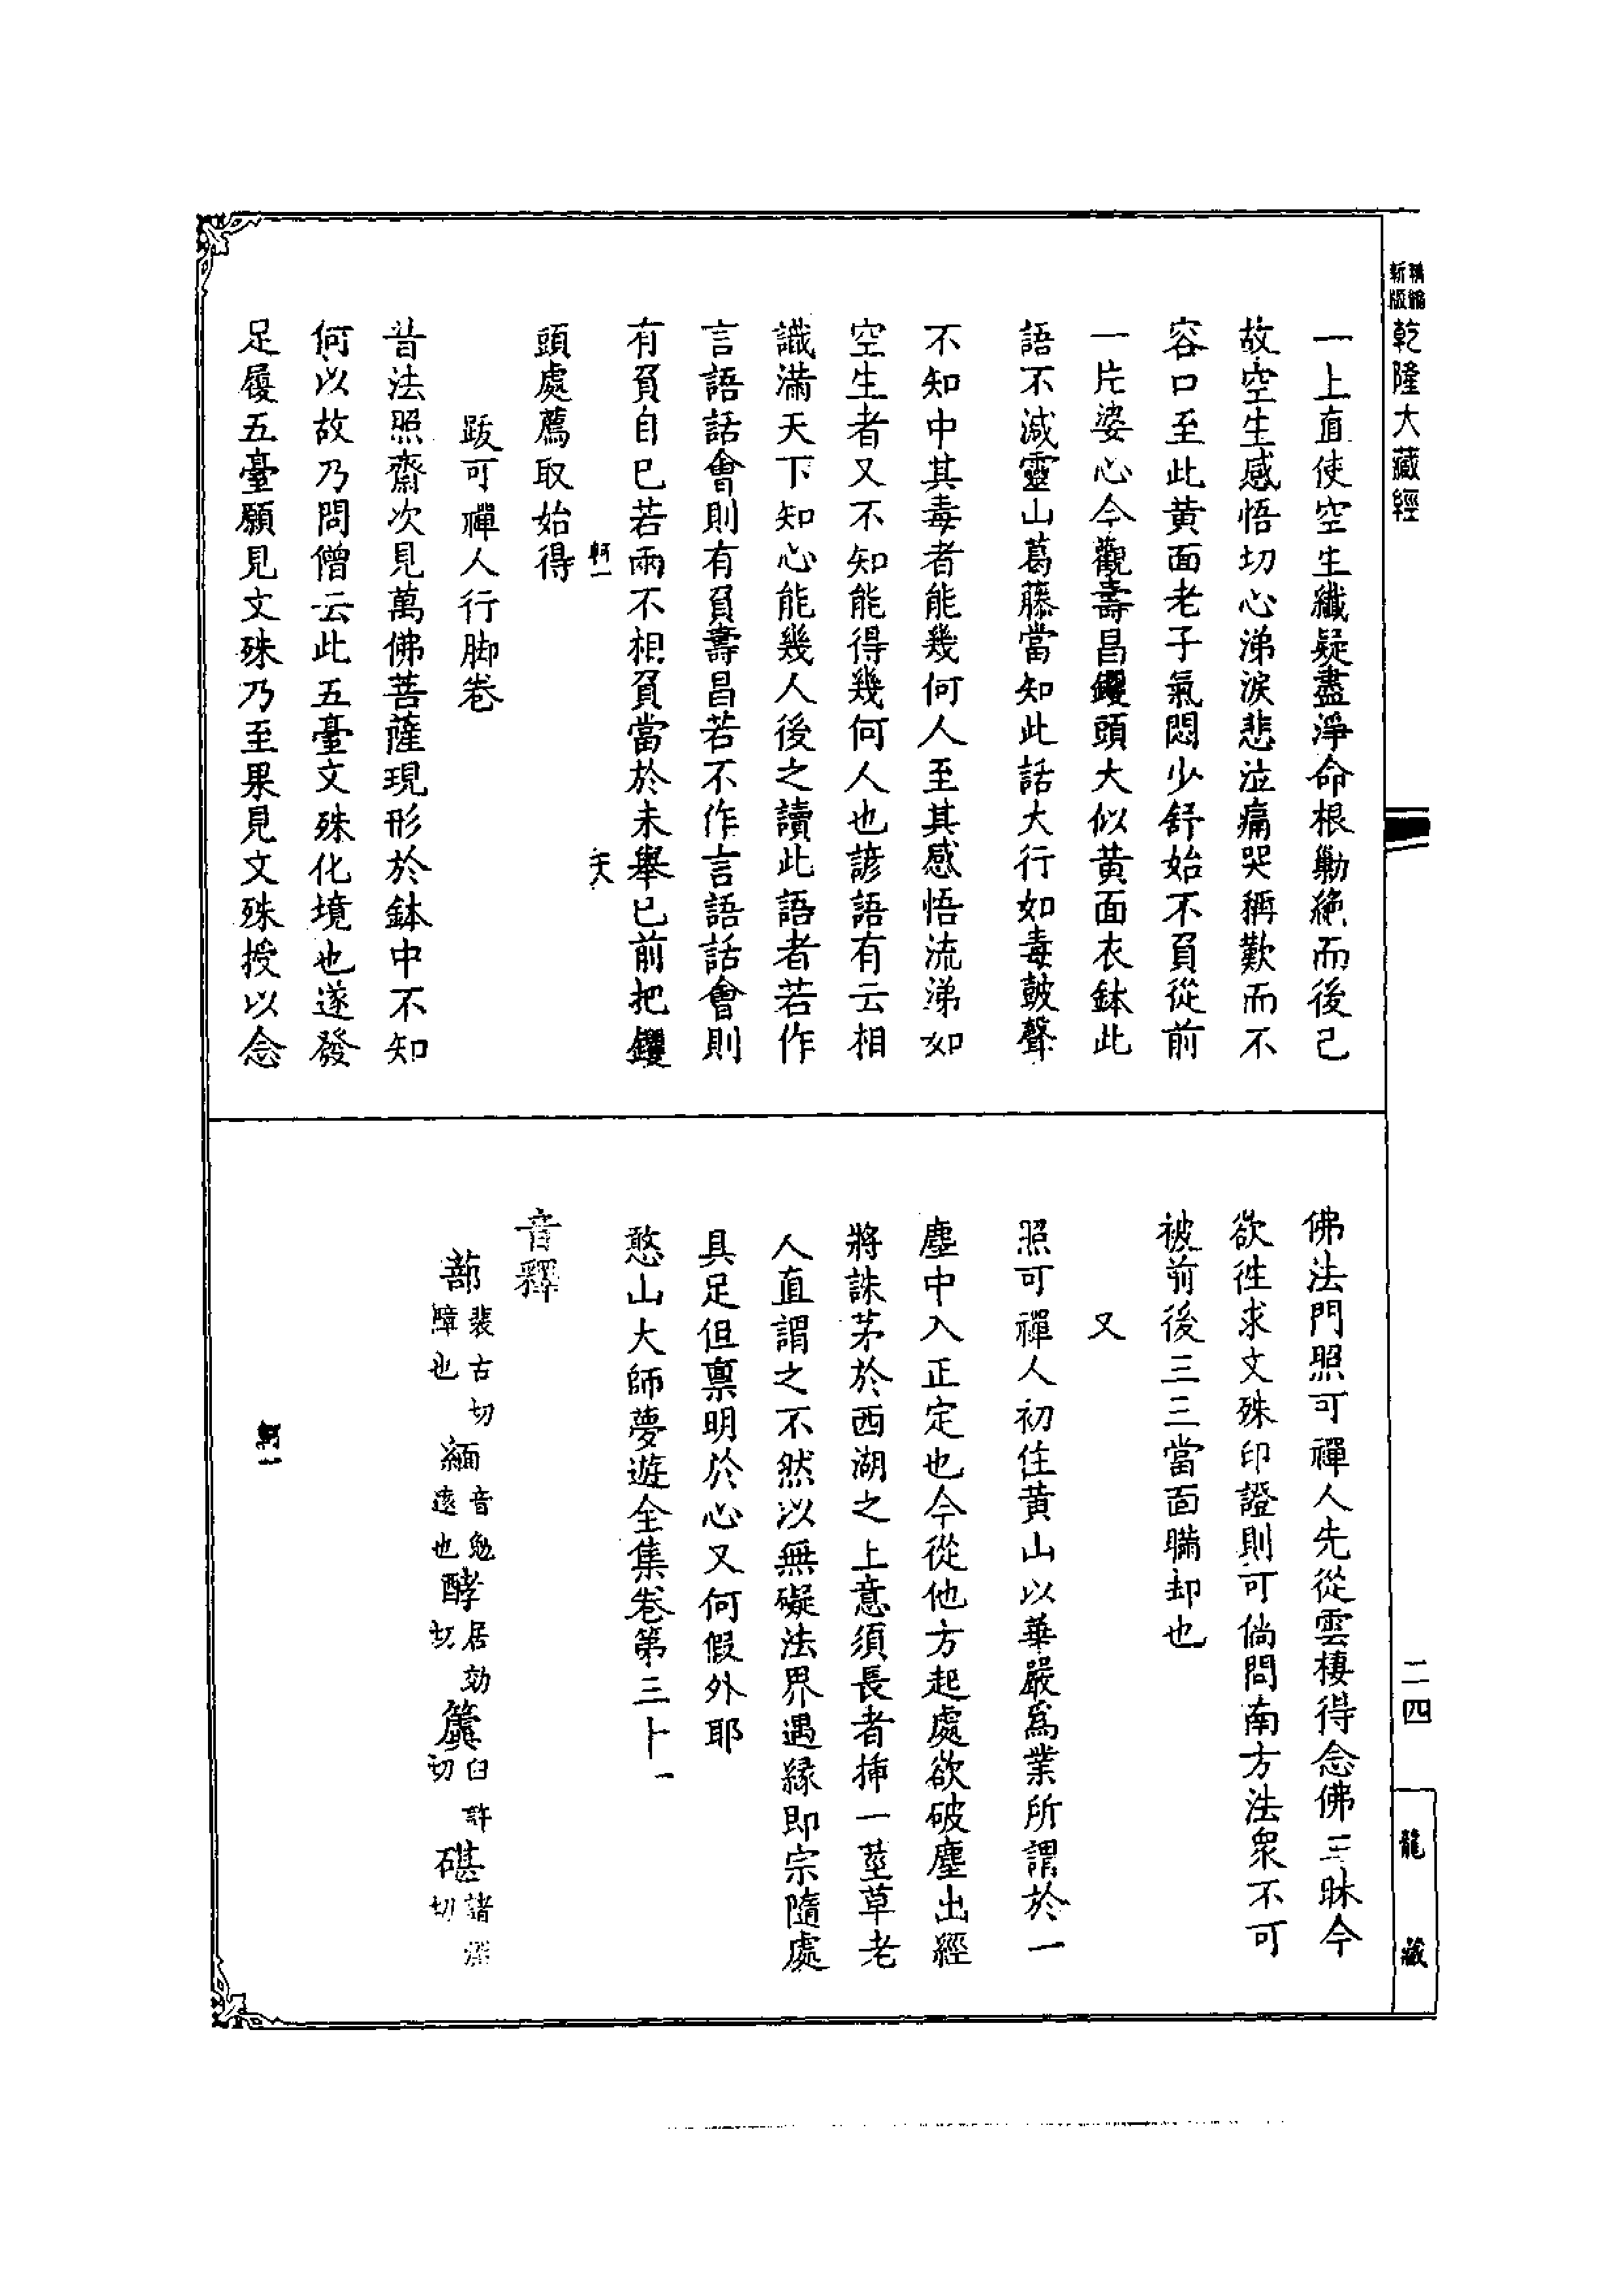 新版精編
乾隆大藏經
一上直使空生纖疑盡淨命根勦絶而後已
故空生感悟切心涕淚悲泣痛哭稱歎而不
容口至此黄面老子氣悶少舒始不負從前
一片婆心今觀壽昌钁頭大似黄面衣鉢此
語不减靈山葛藤當知此話大行如毒皷聲
不知中其毒者能幾何人至其感悟流涕如
空生者又不知能得幾何人也諺語有云相
識滿天下知心能幾人後之讀此語者若作
言語話會則有負壽昌若不作言語話會則
有負自已若兩不相負當於未舉已前把钁
頭處薦取始得
跋可禪人行脚卷
昔法照齋次見萬佛菩薩現形於鉢中不知
何以故乃問僧云此五臺文殊化境也遂發
足履五臺願見文殊乃至果見文殊授以念
佛法門照可禪人先從雲棲得念佛三昧今
欲徃求文殊印證則可倘問南方法衆不可
被前後三三當面瞞却也
又
照可禪人初住黄山以華嚴爲業所謂於一
塵中入正定也今從他方起處欲破塵出經
將誅茅於西湖之上意須長者揷一莖草老
人直謂之不然以無礙法界遇緣即宗隨處
具足但禀明於心又何假外耶
憨山大師夢遊全集卷第三十一
音釋
蔀裴古切障也 緬音勉遠也 酵居効切 簴臼許切 碪諸深切
二四
龍藏